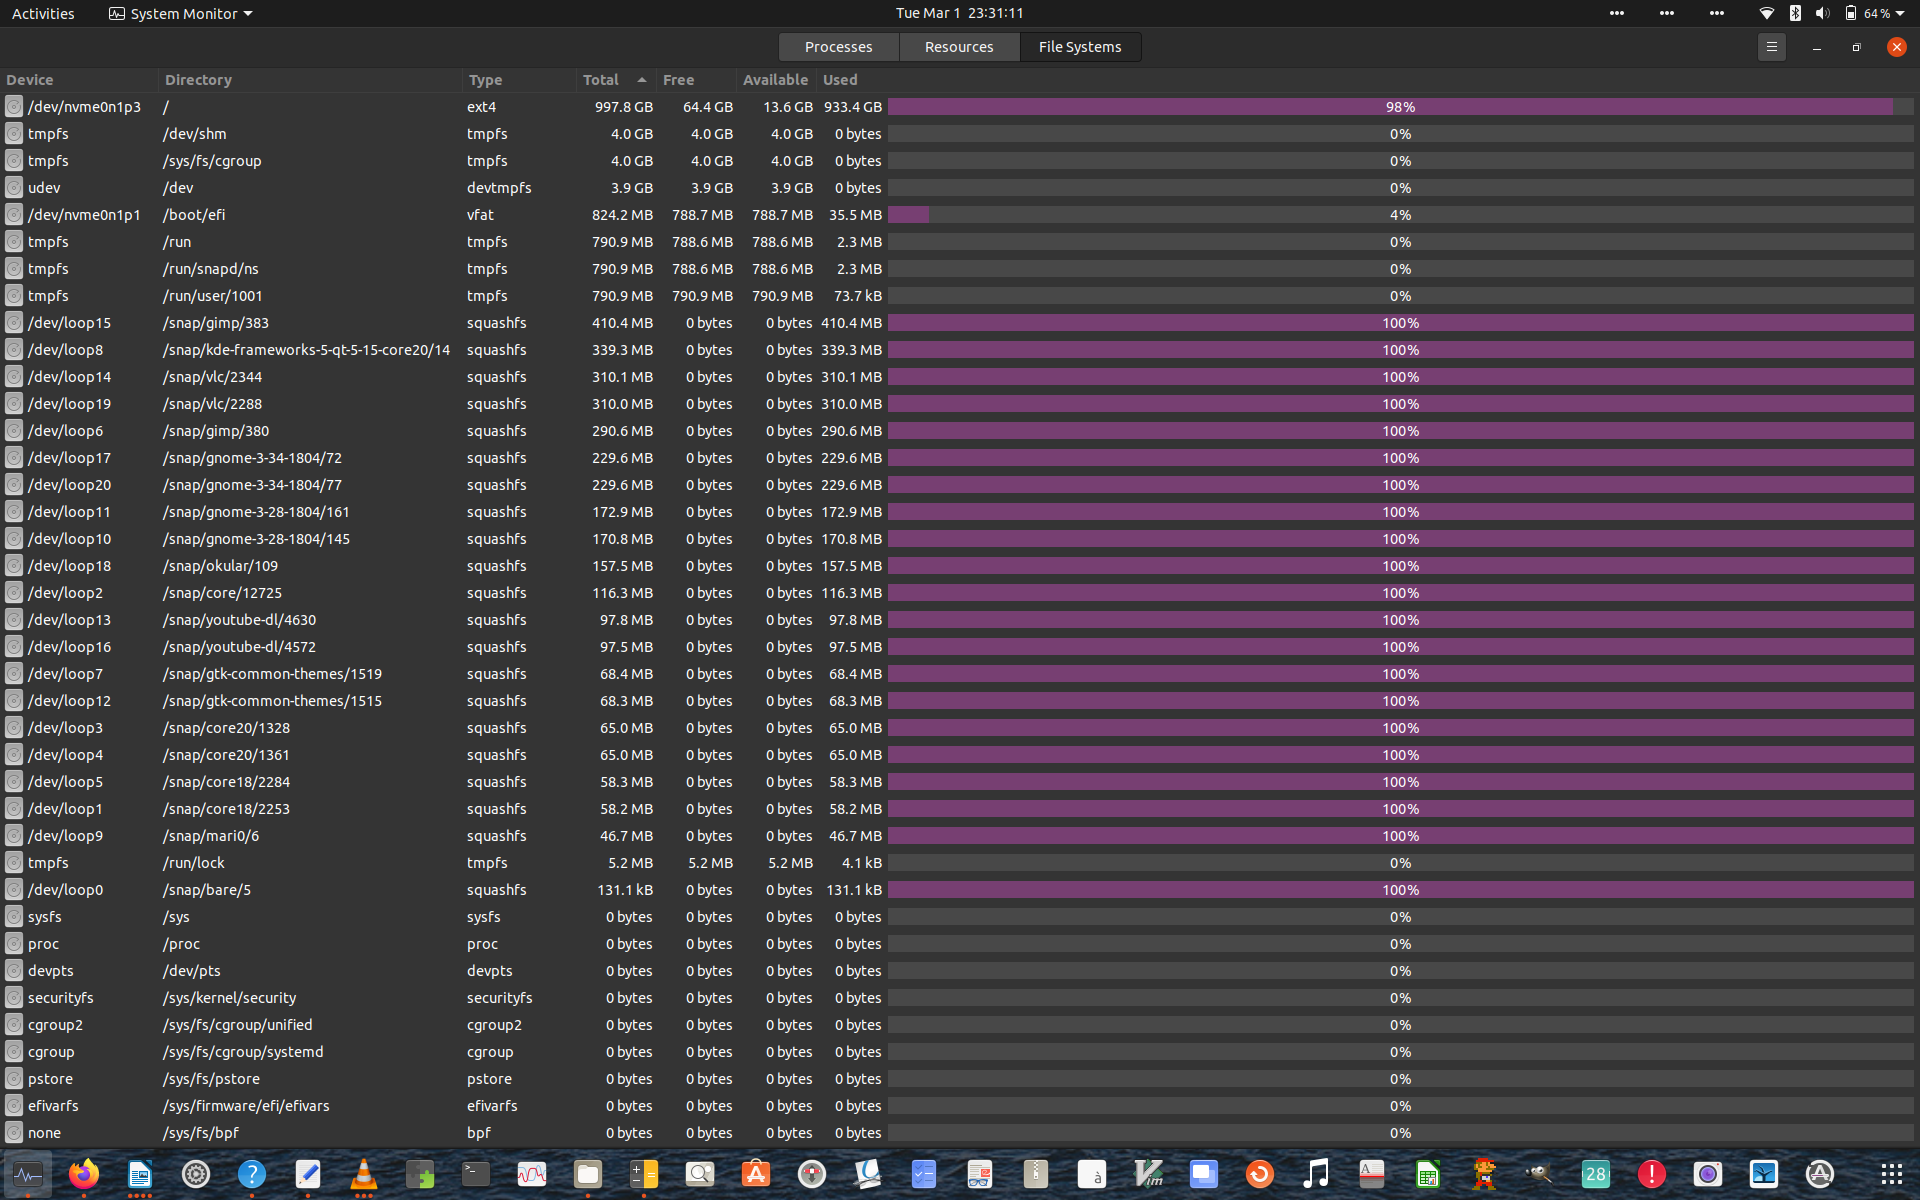 Activities System Monitor Tue Mar 1 23:31:11 64 %
Processes Resources File Systems
Device Directory Type Total Free Available Used
/dev/nvme0n1p3 / ext4 997.8 GB 64.4 GB 13.6 GB 933.4 GB 98%
tmpfs /dev/shm tmpfs 4.0 GB 4.0 GB 4.0 GB 0 bytes 0%
tmpfs /sys/fs/cgroup tmpfs 4.0 GB 4.0 GB 4.0 GB 0 bytes 0%
udev /dev devtmpfs 3.9 GB 3.9 GB 3.9 GB 0 bytes 0%
/dev/nvme0n1p1 /boot/efi vfat 824.2 MB 788.7 MB 788.7 MB 35.5 MB 4%
tmpfs /run tmpfs 790.9 MB 788.6 MB 788.6 MB 2.3 MB 0%
tmpfs /run/snapd/ns tmpfs 790.9 MB 788.6 MB 788.6 MB 2.3 MB 0%
tmpfs /run/user/1001 tmpfs 790.9 MB 790.9 MB 790.9 MB 73.7 kB 0%
/dev/loop15 /snap/gimp/383 squashfs 410.4 MB 0 bytes 0 bytes 410.4 MB 100%
/dev/loop8 /snap/kde-frameworks-5-qt-5-15-core20/14 squashfs 339.3 MB 0 bytes 0 bytes 339.3 MB 100%
/dev/loop14 /snap/vlc/2344 squashfs 310.1 MB 0 bytes 0 bytes 310.1 MB 100%
/dev/loop19 /snap/vlc/2288 squashfs 310.0 MB 0 bytes 0 bytes 310.0 MB 100%
/dev/loop6 /snap/gimp/380 squashfs 290.6 MB 0 bytes 0 bytes 290.6 MB 100%
/dev/loop17 /snap/gnome-3-34-1804/72 squashfs 229.6 MB 0 bytes 0 bytes 229.6 MB 100%
/dev/loop20 /snap/gnome-3-34-1804/77 squashfs 229.6 MB 0 bytes 0 bytes 229.6 MB 100%
/dev/loop11 /snap/gnome-3-28-1804/161 squashfs 172.9 MB 0 bytes 0 bytes 172.9 MB 100%
/dev/loop10 /snap/gnome-3-28-1804/145 squashfs 170.8 MB 0 bytes 0 bytes 170.8 MB 100%
/dev/loop18 /snap/okular/109 squashfs 157.5 MB 0 bytes 0 bytes 157.5 MB 100%
/dev/loop2 /snap/core/12725 squashfs 116.3 MB 0 bytes 0 bytes 116.3 MB 100%
/dev/loop13 /snap/youtube-dl/4630 squashfs 97.8 MB 0 bytes 0 bytes 97.8 MB 100%
/dev/loop16 /snap/youtube-dl/4572 squashfs 97.5 MB 0 bytes 0 bytes 97.5 MB 100%
/dev/loop7 /snap/gtk-common-themes/1519 squashfs 68.4 MB 0 bytes 0 bytes 68.4 MB 100%
/dev/loop12 /snap/gtk-common-themes/1515 squashfs 68.3 MB 0 bytes 0 bytes 68.3 MB 100%
/dev/loop3 /snap/core20/1328 squashfs 65.0 MB 0 bytes 0 bytes 65.0 MB 100%
/dev/loop4 /snap/core20/1361 squashfs 65.0 MB 0 bytes 0 bytes 65.0 MB 100%
/dev/loop5 /snap/core18/2284 squashfs 58.3 MB 0 bytes 0 bytes 58.3 MB 100%
/dev/loop1 /snap/core18/2253 squashfs 58.2 MB 0 bytes 0 bytes 58.2 MB 100%
/dev/loop9 /snap/mari0/6 squashfs 46.7 MB 0 bytes 0 bytes 46.7 MB 100%
tmpfs /run/lock tmpfs 5.2 MB 5.2 MB 5.2 MB 4.1 kB 0%
/dev/loop0 /snap/bare/5 squashfs 131.1 kB 0 bytes 0 bytes 131.1 kB 100%
sysfs /sys sysfs 0 bytes 0 bytes 0 bytes 0 bytes 0%
proc /proc proc 0 bytes 0 bytes 0 bytes 0 bytes 0%
devpts /dev/pts devpts 0 bytes 0 bytes 0 bytes 0 bytes 0%
securityfs /sys/kernel/security securityfs 0 bytes 0 bytes 0 bytes 0 bytes 0%
cgroup2 /sys/fs/cgroup/unified cgroup2 0 bytes 0 bytes 0 bytes 0 bytes 0%
cgroup /sys/fs/cgroup/systemd cgroup 0 bytes 0 bytes 0 bytes 0 bytes 0%
pstore /sys/fs/pstore pstore 0 bytes 0 bytes 0 bytes 0 bytes 0%
efivarfs /sys/firmware/efi/efivars efivarfs 0 bytes 0 bytes 0 bytes 0 bytes 0%
none /sys/fs/bpf bpf 0 bytes 0 bytes 0 bytes 0 bytes 0%
? >_ à Vim A 28 !